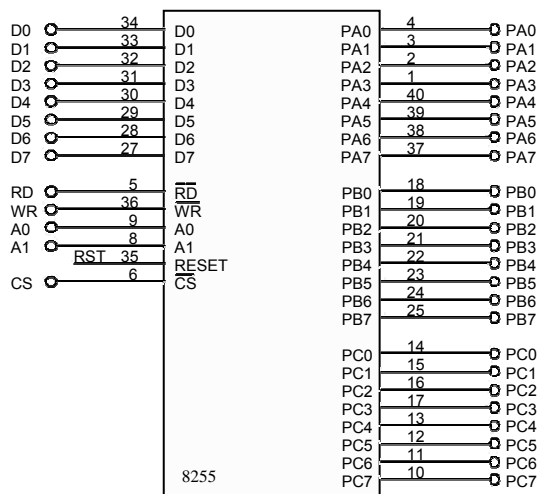 D0 34 D0 PA0 4 PA0
D1 33 D1 PA1 3 PA1
D2 32 D2 PA2 2 PA2
D3 31 D3 PA3 1 PA3
D4 30 D4 PA4 40 PA4
D5 29 D5 PA5 39 PA5
D6 28 D6 PA6 38 PA6
D7 27 D7 PA7 37 PA7
RD 5 RD PB0 18 PB0
WR 36 WR PB1 19 PB1
A0 9 A0 PB2 20 PB2
A1 8 A1 PB3 21 PB3
RST 35 RESET PB4 22 PB4
CS 6 CS PB5 23 PB5
PB6 24 PB6
PB7 25 PB7
PC0 14 PC0
PC1 15 PC1
PC2 16 PC2
PC3 17 PC3
PC4 13 PC4
PC5 12 PC5
PC6 11 PC6
8255 PC7 10 PC7